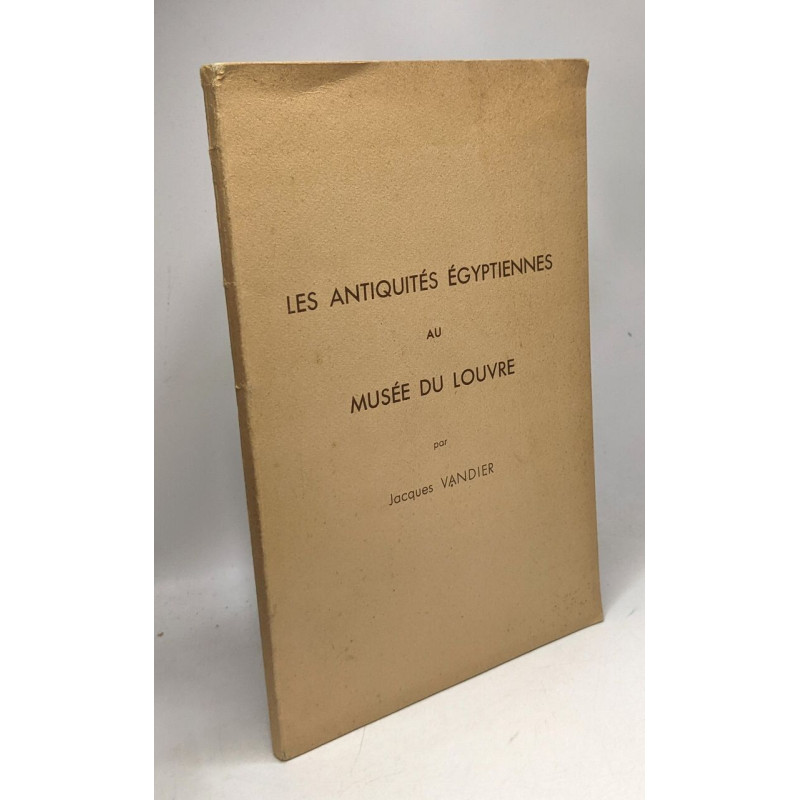 LES ANTIQUITÉS ÉGYPTIENNES
AU
MUSÉE DU LOUVRE
par
Jacques VANDIER